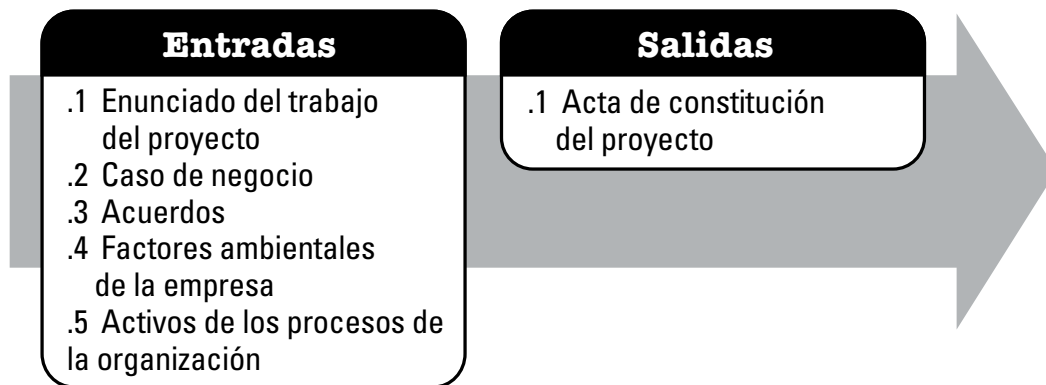 Entradas
.1 Enunciado del trabajo
del proyecto
.2 Caso de negocio
.3 Acuerdos
.4 Factores ambientales
de la empresa
.5 Activos de los procesos de
la organización
Salidas
.1 Acta de constitución
del proyecto